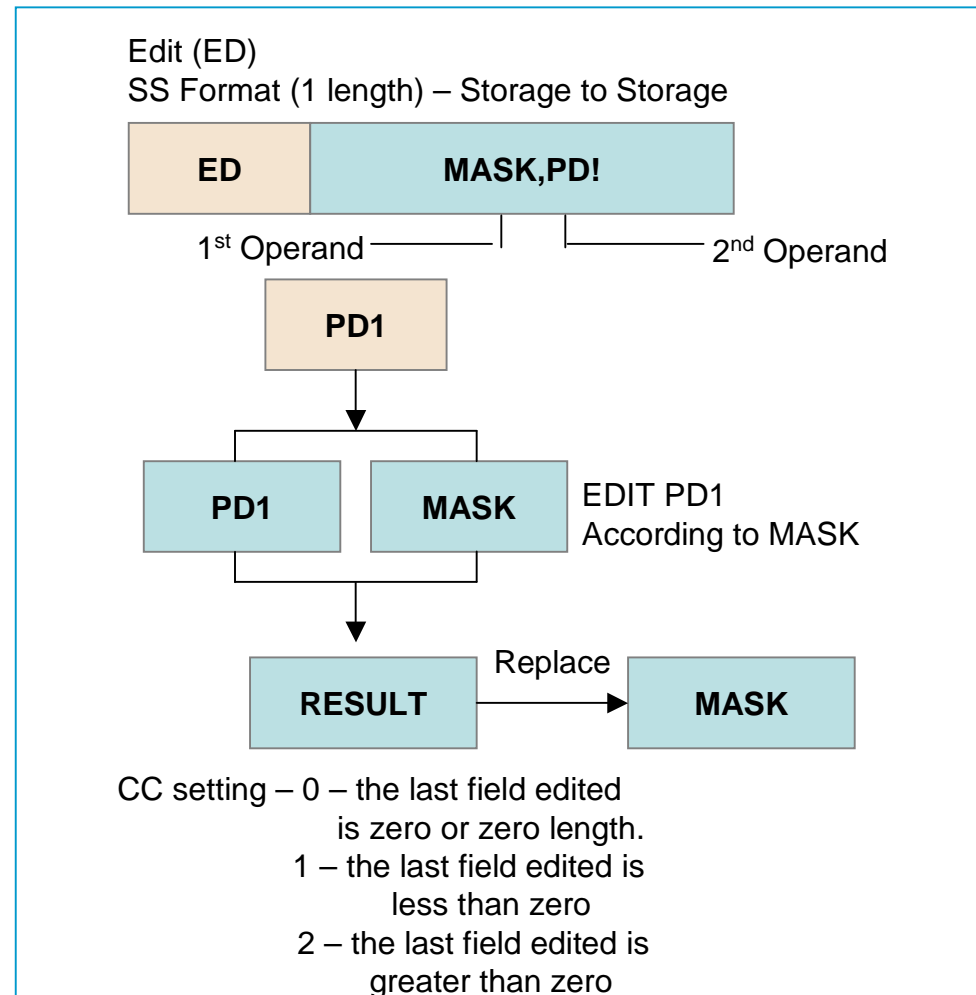 Edit (ED)
SS Format (1 length) – Storage to Storage
ED MASK,PD!
1st Operand 2nd Operand
PD1
PD1 MASK
EDIT PD1
According to MASK
Replace
RESULT MASK
CC setting – 0 – the last field edited
is zero or zero length.
1 – the last field edited is
less than zero
2 – the last field edited is
greater than zero